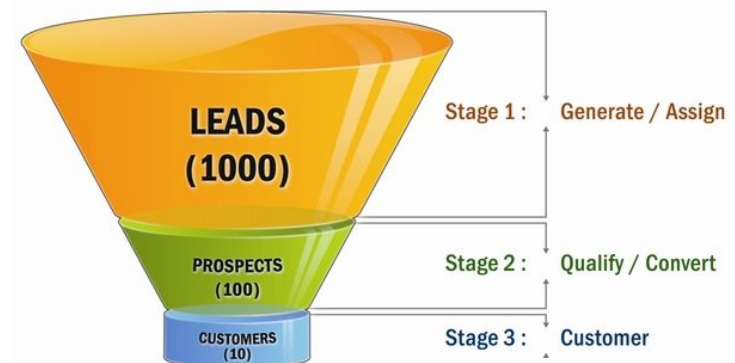 LEADS
(1000)
Stage 1 : Generate / Assign
PROSPECTS
(100)
Stage 2 : Qualify / Convert
CUSTOMERS
(10)
Stage 3 : Customer